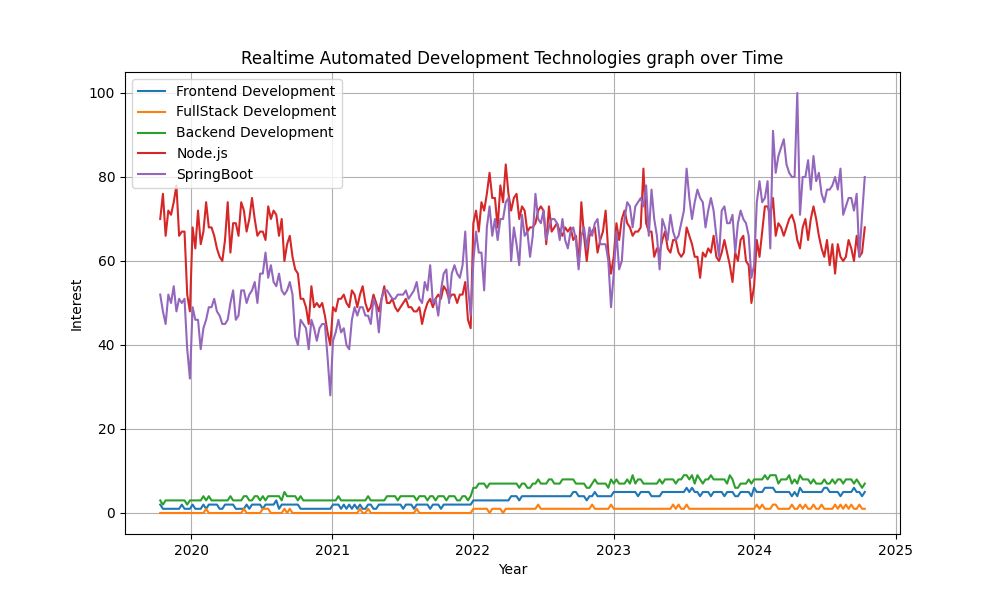 Realtime Automated Development Technologies graph over Time
Frontend Development
FullStack Development
Backend Development
Node.js
SpringBoot
100
80
60
40
20
0
Interest
2020 2021 2022 2023 2024 2025
Year